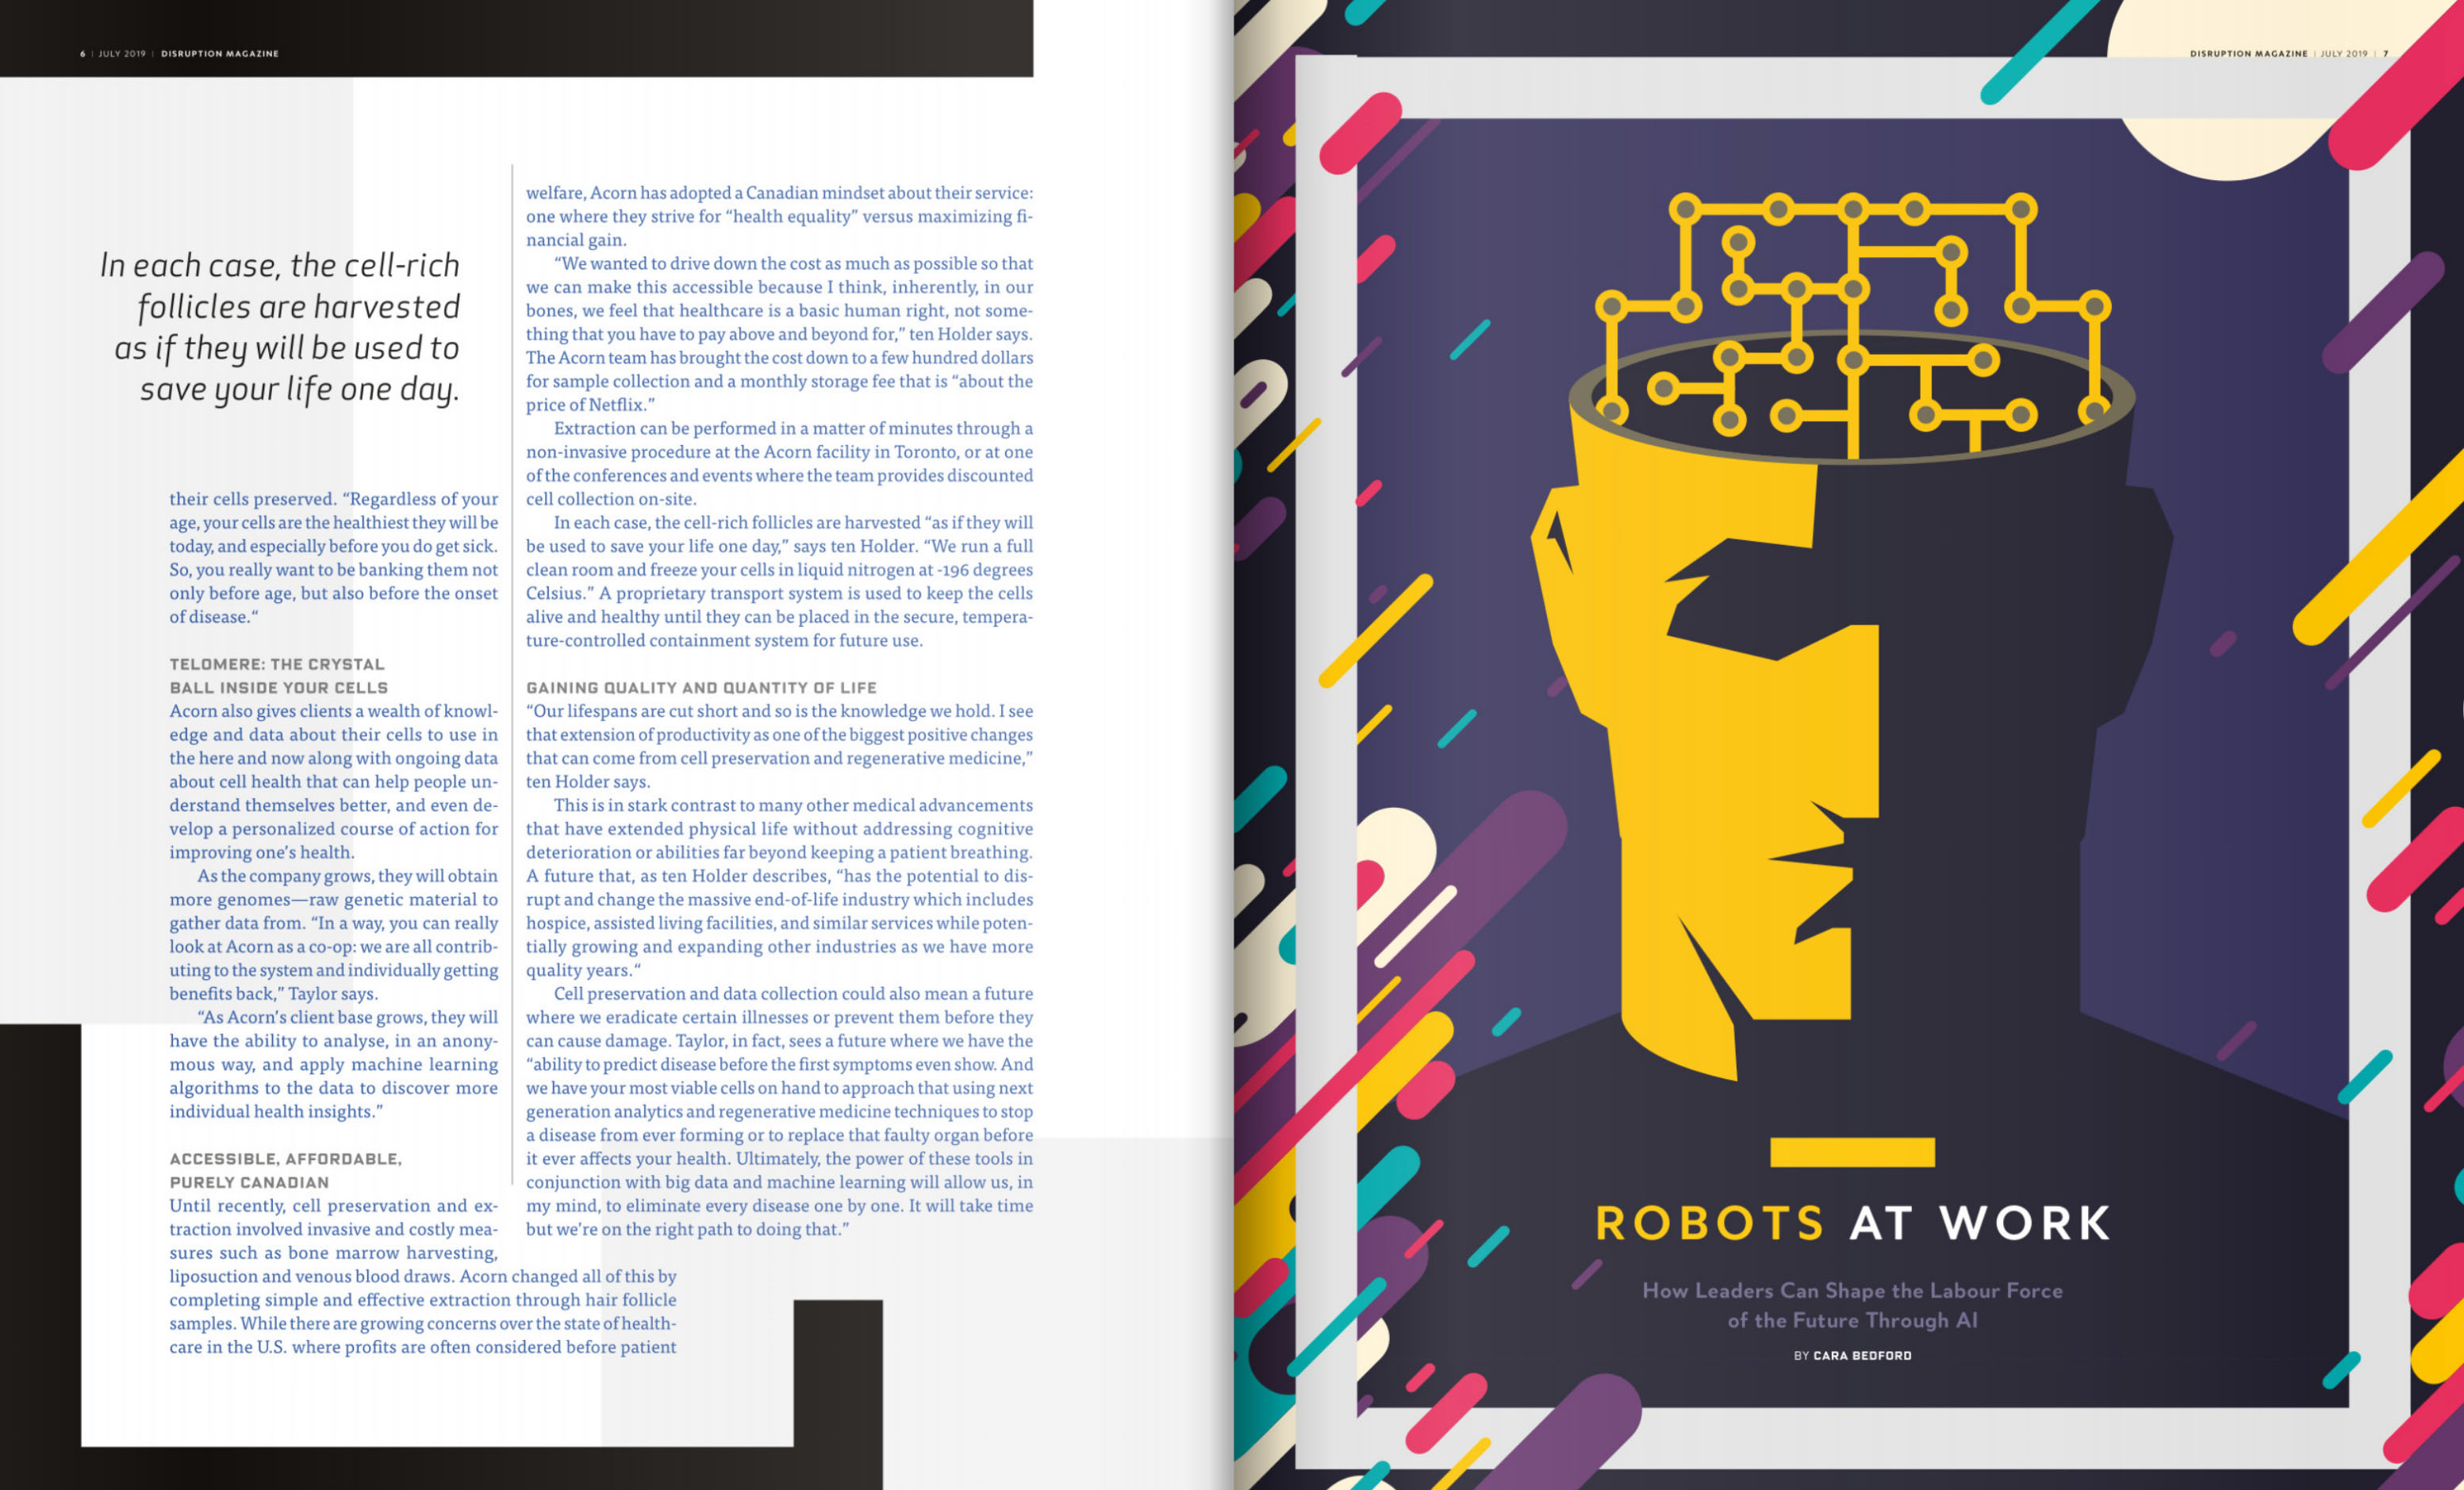 6 | JULY 2019 | DISRUPTION MAGAZINE
In each case, the cell-rich
follicles are harvested
as if they will be used to
save your life one day.
their cells preserved. “Regardless of your
age, your cells are the healthiest they will be
today, and especially before you do get sick.
So, you really want to be banking them not
only before age, but also before the onset
of disease.“
TELOMERE: THE CRYSTAL
BALL INSIDE YOUR CELLS
Acorn also gives clients a wealth of knowl-
edge and data about their cells to use in
the here and now along with ongoing data
about cell health that can help people un-
derstand themselves better, and even de-
velop a personalized course of action for
improving one’s health.
As the company grows, they will obtain
more genomes—raw genetic material to
gather data from. “In a way, you can really
look at Acorn as a co-op: we are all contrib-
uting to the system and individually getting
benefits back,” Taylor says.
“As Acorn’s client base grows, they will
have the ability to analyse, in an anony-
mous way, and apply machine learning
algorithms to the data to discover more
individual health insights.”
ACCESSIBLE, AFFORDABLE,
PURELY CANADIAN
Until recently, cell preservation and ex-
traction involved invasive and costly mea-
sures such as bone marrow harvesting,
liposuction and venous blood draws. Acorn changed all of this by
completing simple and effective extraction through hair follicle
samples. While there are growing concerns over the state of health-
care in the U.S. where profits are often considered before patient
welfare, Acorn has adopted a Canadian mindset about their service:
one where they strive for “health equality” versus maximizing fi-
nancial gain.
“We wanted to drive down the cost as much as possible so that
we can make this accessible because I think, inherently, in our
bones, we feel that healthcare is a basic human right, not some-
thing that you have to pay above and beyond for,” ten Holder says.
The Acorn team has brought the cost down to a few hundred dollars
for sample collection and a monthly storage fee that is “about the
price of Netflix.”
Extraction can be performed in a matter of minutes through a
non-invasive procedure at the Acorn facility in Toronto, or at one
of the conferences and events where the team provides discounted
cell collection on-site.
In each case, the cell-rich follicles are harvested “as if they will
be used to save your life one day,” says ten Holder. “We run a full
clean room and freeze your cells in liquid nitrogen at -196 degrees
Celsius.” A proprietary transport system is used to keep the cells
alive and healthy until they can be placed in the secure, tempera-
ture-controlled containment system for future use.
GAINING QUALITY AND QUANTITY OF LIFE
“Our lifespans are cut short and so is the knowledge we hold. I see
that extension of productivity as one of the biggest positive changes
that can come from cell preservation and regenerative medicine,”
ten Holder says.
This is in stark contrast to many other medical advancements
that have extended physical life without addressing cognitive
deterioration or abilities far beyond keeping a patient breathing.
A future that, as ten Holder describes, “has the potential to dis-
rupt and change the massive end-of-life industry which includes
hospice, assisted living facilities, and similar services while poten-
tially growing and expanding other industries as we have more
quality years.“
Cell preservation and data collection could also mean a future
where we eradicate certain illnesses or prevent them before they
can cause damage. Taylor, in fact, sees a future where we have the
“ability to predict disease before the first symptoms even show. And
we have your most viable cells on hand to approach that using next
generation analytics and regenerative medicine techniques to stop
a disease from ever forming or to replace that faulty organ before
it ever affects your health. Ultimately, the power of these tools in
conjunction with big data and machine learning will allow us, in
my mind, to eliminate every disease one by one. It will take time
but we’re on the right path to doing that.”
DISRUPTION MAGAZINE | JULY 2019 | 7
ROBOTS AT WORK
How Leaders Can Shape the Labour Force
of the Future Through AI
BY CARA BEDFORD